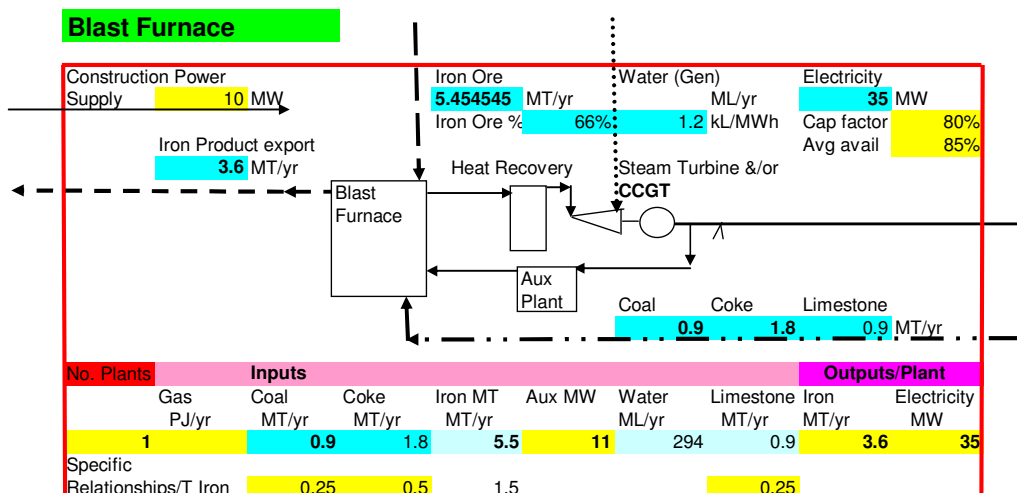 Blast Furnace
Construction Power Iron Ore Water (Gen) Electricity
Supply 10 MW 5.454545 MT/yr ML/yr 35 MW
Iron Ore % 66% 1.2 kL/MWh Cap factor 80%
Iron Product export Avg avail 85%
3.6 MT/yr Heat Recovery Steam Turbine &/or
CCGT
Blast
Furnace
Aux
Plant
Coal Coke Limestone
0.9 1.8 0.9 MT/yr
No. Plants Inputs Outputs/Plant
Gas Coal Coke Iron MT Aux MW Water Limestone Iron Electricity
PJ/yr MT/yr MT/yr MT/yr ML/yr MT/yr MT/yr MW
1 0.9 1.8 5.5 11 294 0.9 3.6 35
Specific
Relationships/T Iron 0.25 0.5 1.5 0.25